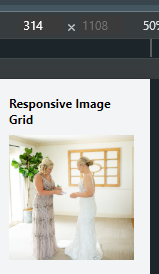 314 × 1108 50%
Responsive Image
Grid